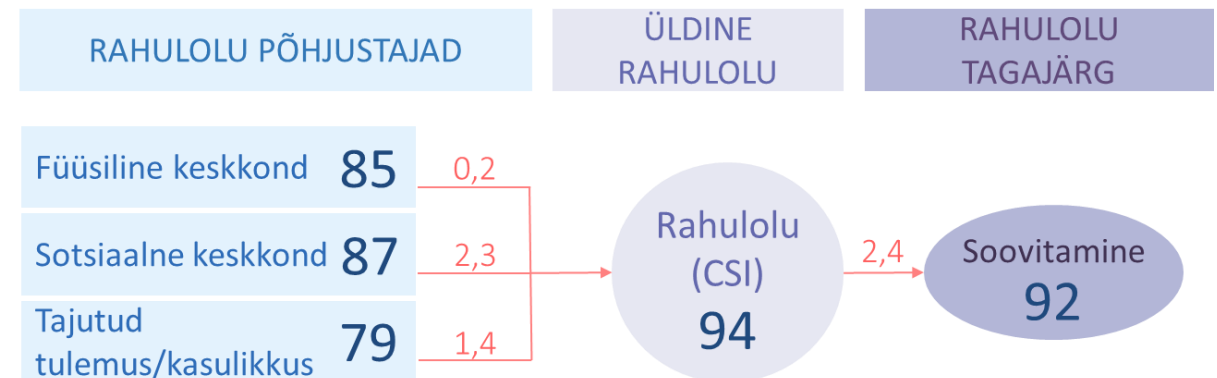 RAHULOLU PÕHJUSTAJAD
ÜLDINE
RAHULOLU
RAHULOLU
TAGAJÄRG
Füüsiline keskkond 85
0,2
Sotsiaalne keskkond 87
2,3
Tajutud
tulemus/kasulikkus 79
1,4
Rahulolu
(CSI)
94
2,4
Soovitamine
92